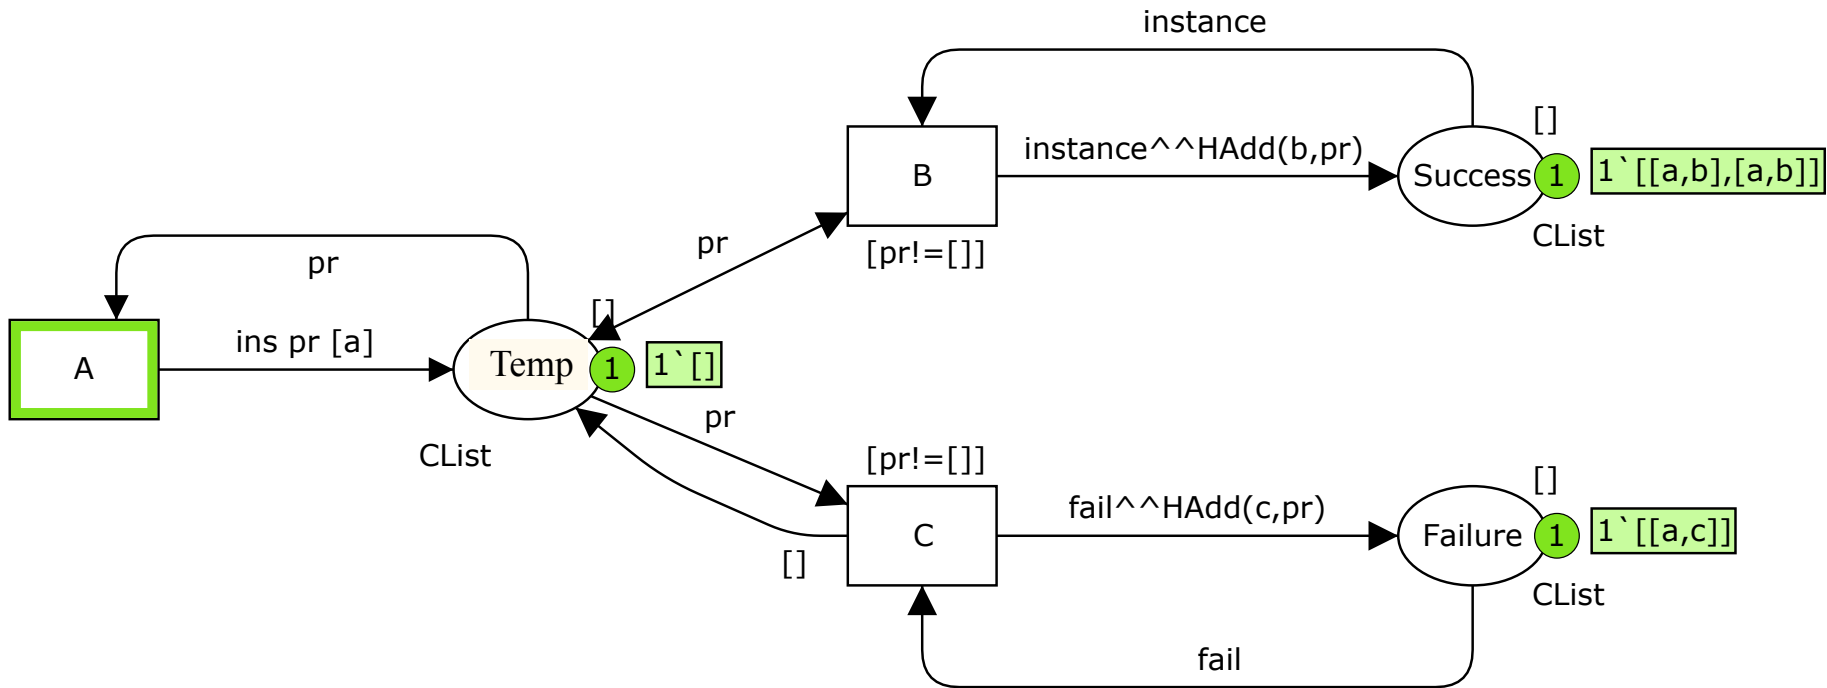 instance
[]
B
instance^^HAdd(b,pr)
Success
1
1`[[a,b],[a,b]]
CList
[pr!=[]]
pr
pr
[]
A
ins pr [a]
Temp
1
1`[]
pr
CList
[pr!=[]]
[]
C
fail^^HAdd(c,pr)
Failure
1
1`[[a,c]]
[]
CList
fail